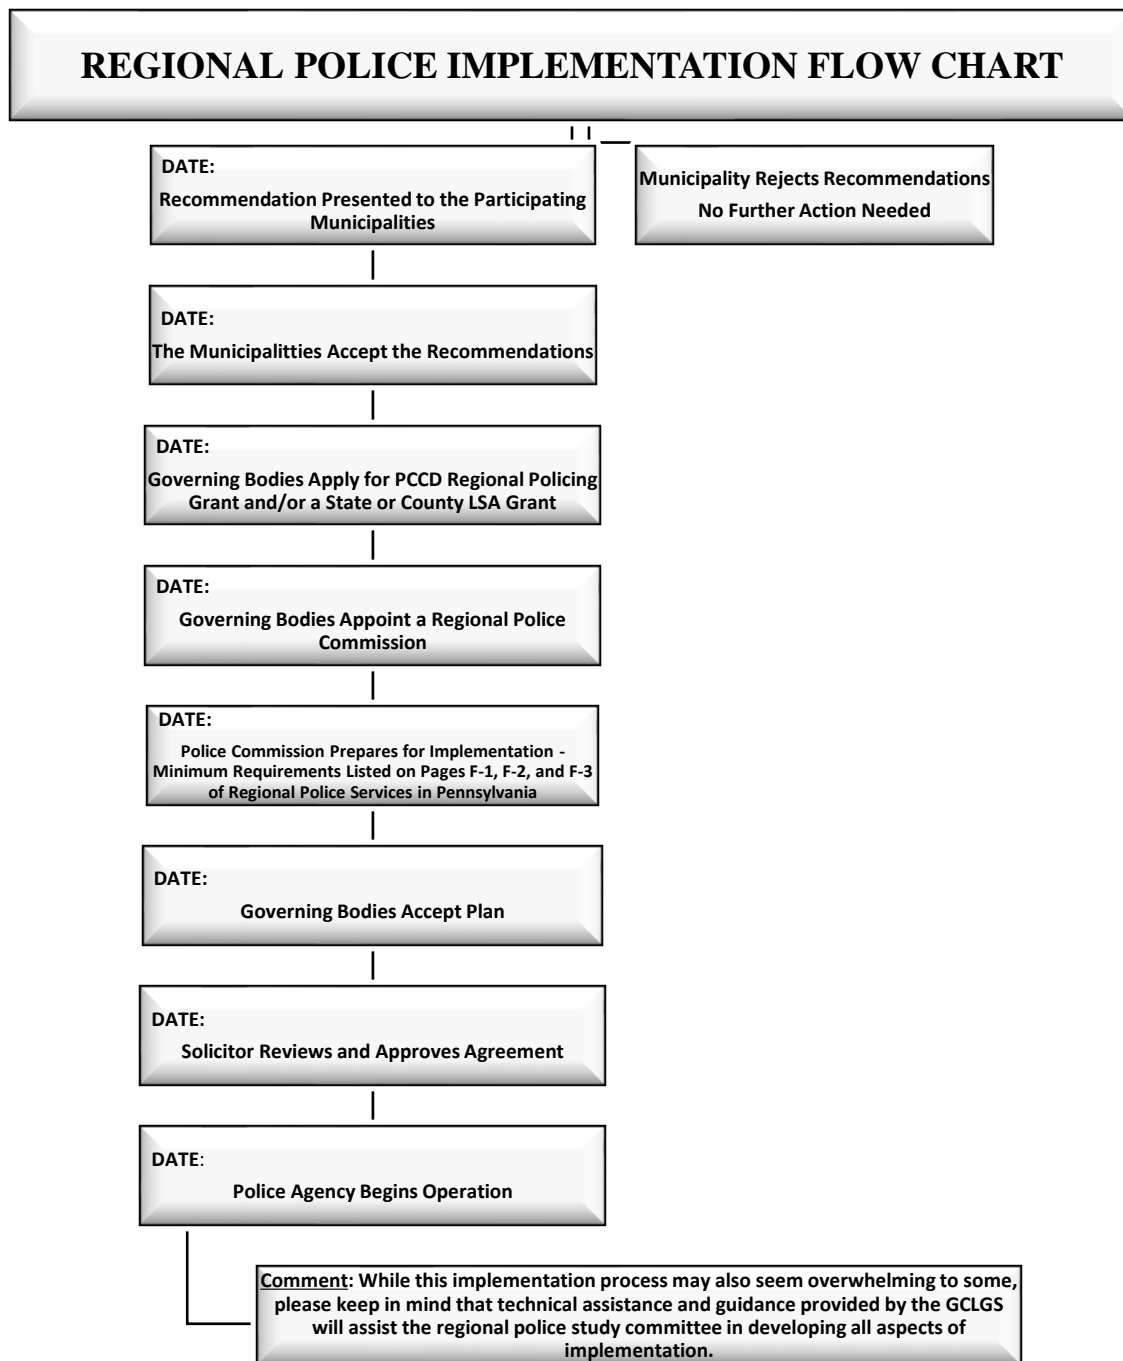 REGIONAL POLICE IMPLEMENTATION FLOW CHART
DATE:
Recommendation Presented to the Participating
Municipalities
Municipality Rejects Recommendations
No Further Action Needed
DATE:
The Municipalitties Accept the Recommendations
DATE:
Governing Bodies Apply for PCCD Regional Policing
Grant and/or a State or County LSA Grant
DATE:
Governing Bodies Appoint a Regional Police
Commission
DATE:
Police Commission Prepares for Implementation -
Minimum Requirements Listed on Pages F-1, F-2, and F-3
of Regional Police Services in Pennsylvania
DATE:
Governing Bodies Accept Plan
DATE:
Solicitor Reviews and Approves Agreement
DATE:
Police Agency Begins Operation
Comment: While this implementation process may also seem overwhelming to some,
please keep in mind that technical assistance and guidance provided by the GCLGS
will assist the regional police study committee in developing all aspects of
implementation.